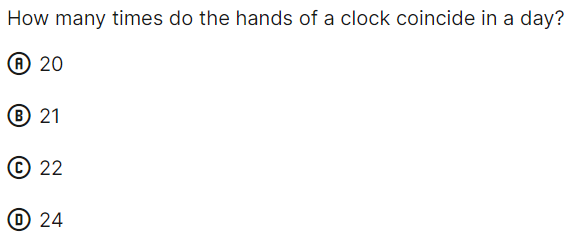 How many times do the hands of a clock coincide in a day?
A 20
B 21
C 22
D 24